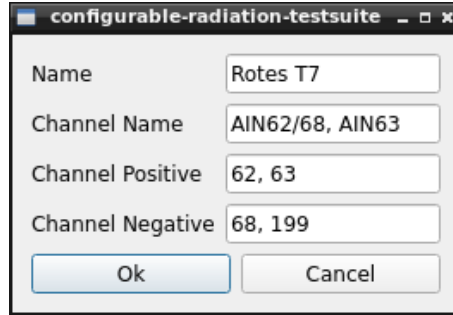 configurable-radiation-testsuite
Name Rotes T7
Channel Name AIN62/68, AIN63
Channel Positive 62, 63
Channel Negative 68, 199
Ok Cancel